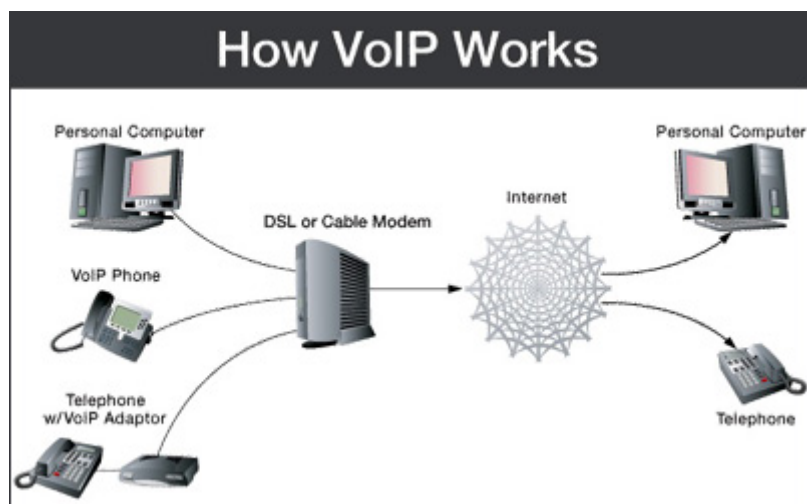 How VoIP Works
Personal Computer
Personal Computer
Internet
DSL or Cable Modem
VoIP Phone
Telephone
w/VoIP Adaptor
Telephone